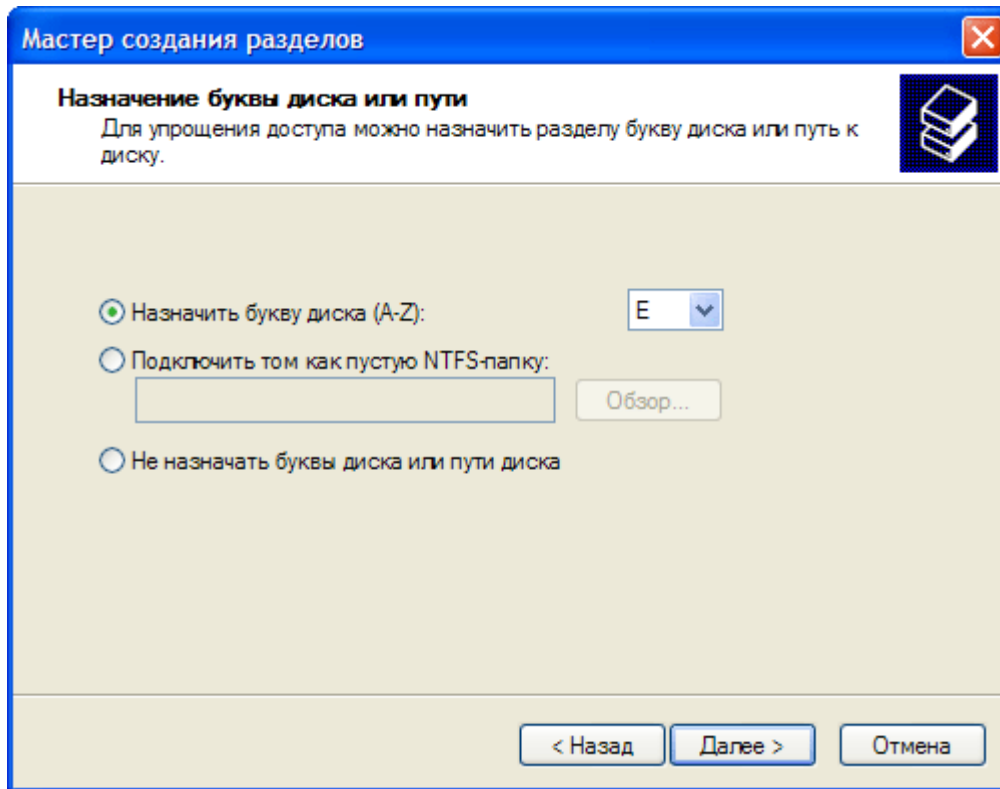 Мастер создания разделов
Назначение буквы диска или пути
Для упрощения доступа можно назначить разделу букву диска или путь к
диску.
Назначить букву диска (A-Z): E
Подключить том как пустую NTFS-папку:
Обзор...
Не назначать буквы диска или пути диска
< Назад Далее > Отмена